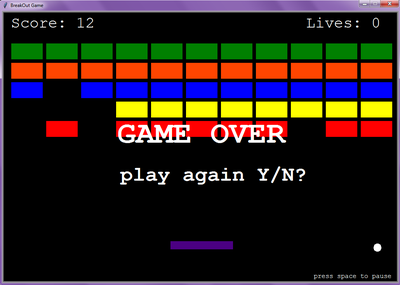 BreakOut Game
Score: 12 Lives: 0
GAME OVER
play again Y/N?
press space to pause